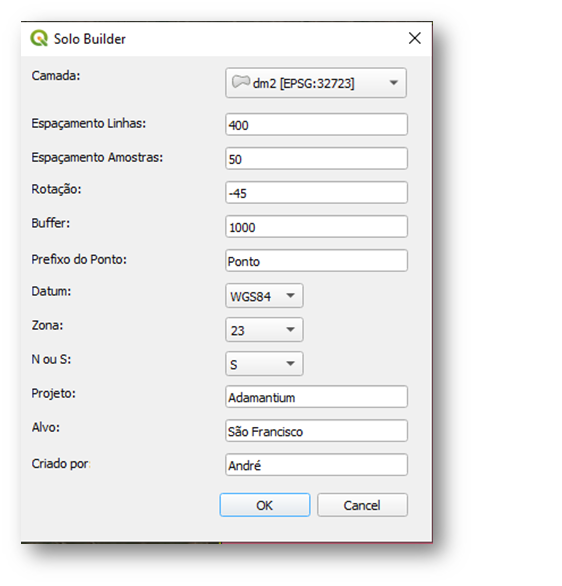 Solo Builder
Camada: dm2 [EPSG:32723]
Espaçamento Linhas: 400
Espaçamento Amostras: 50
Rotação: -45
Buffer: 1000
Prefixo do Ponto: Ponto
Datum: WGS84
Zona: 23
N ou S: S
Projeto: Adamantium
Alvo: São Francisco
Criado por: André
OK Cancel